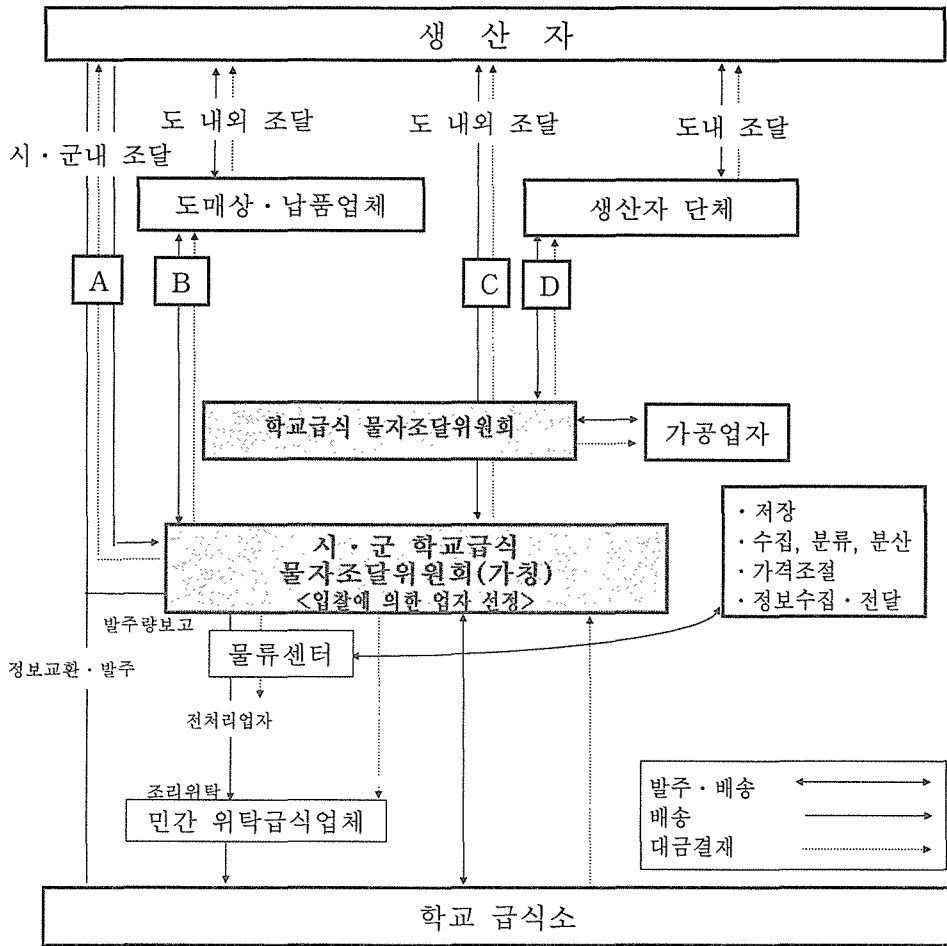 생 산 자
도 내외 조달
도 내외 조달
도내 조달
시・군내 조달
도매상・납품업체
생산자 단체
A
B
C
D
학교급식 물자조달위원회
가공업자
시・군 학교급식
물자조달위원회(가칭)
<입찰에 의한 업자 선정>
・저장
・수집, 분류, 분산
・가격조절
・정보수집・전달
발주량보고
물류센터
정보교환・발주
전처리업자
조리위탁
민간 위탁급식업체
발주・배송
배송
대금결재
학교 급식소